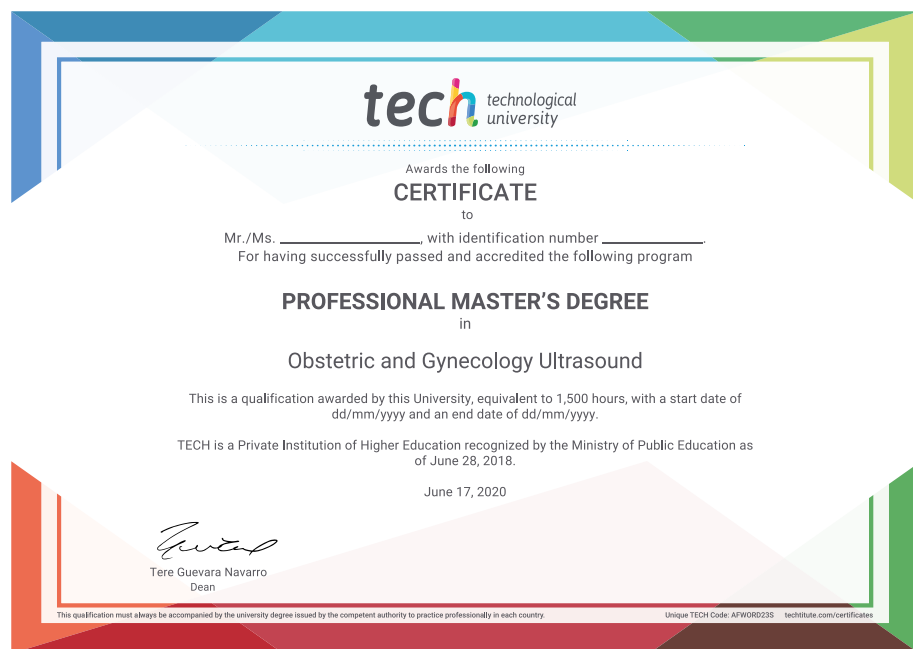 tech technological
university
Awards the following
CERTIFICATE
to
Mr./Ms. ____________________, with identification number ______________.
For having successfully passed and accredited the following program
PROFESSIONAL MASTER'S DEGREE
in
Obstetric and Gynecology Ultrasound
This is a qualification awarded by this University, equivalent to 1,500 hours, with a start date of
dd/mm/yyyy and an end date of dd/mm/yyyy.
TECH is a Private Institution of Higher Education recognized by the Ministry of Public Education as
of June 28, 2018.
June 17, 2020
Tere Guevara Navarro
Dean
This qualification must always be accompanied by the university degree issued by the competent authority to practice professionally in each country.
Unique TECH Code: AFWORD23S techtitute.com/certificates